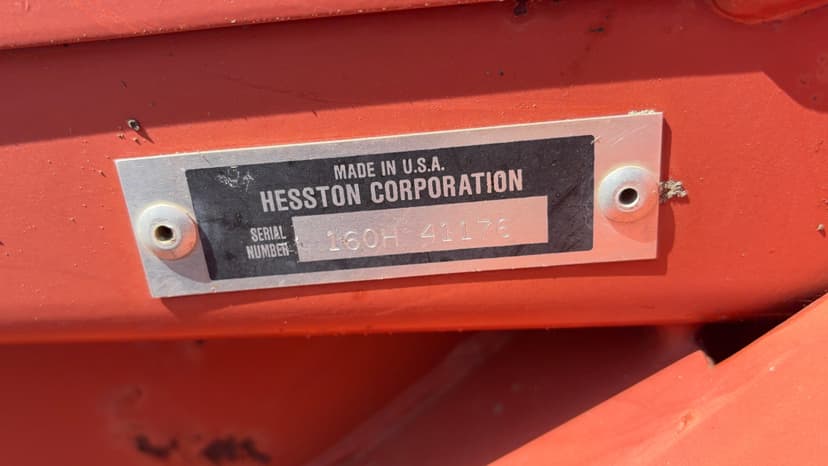 MADE IN U.S.A.
HESSTON CORPORATION
SERIAL NUMBER 160H 41176